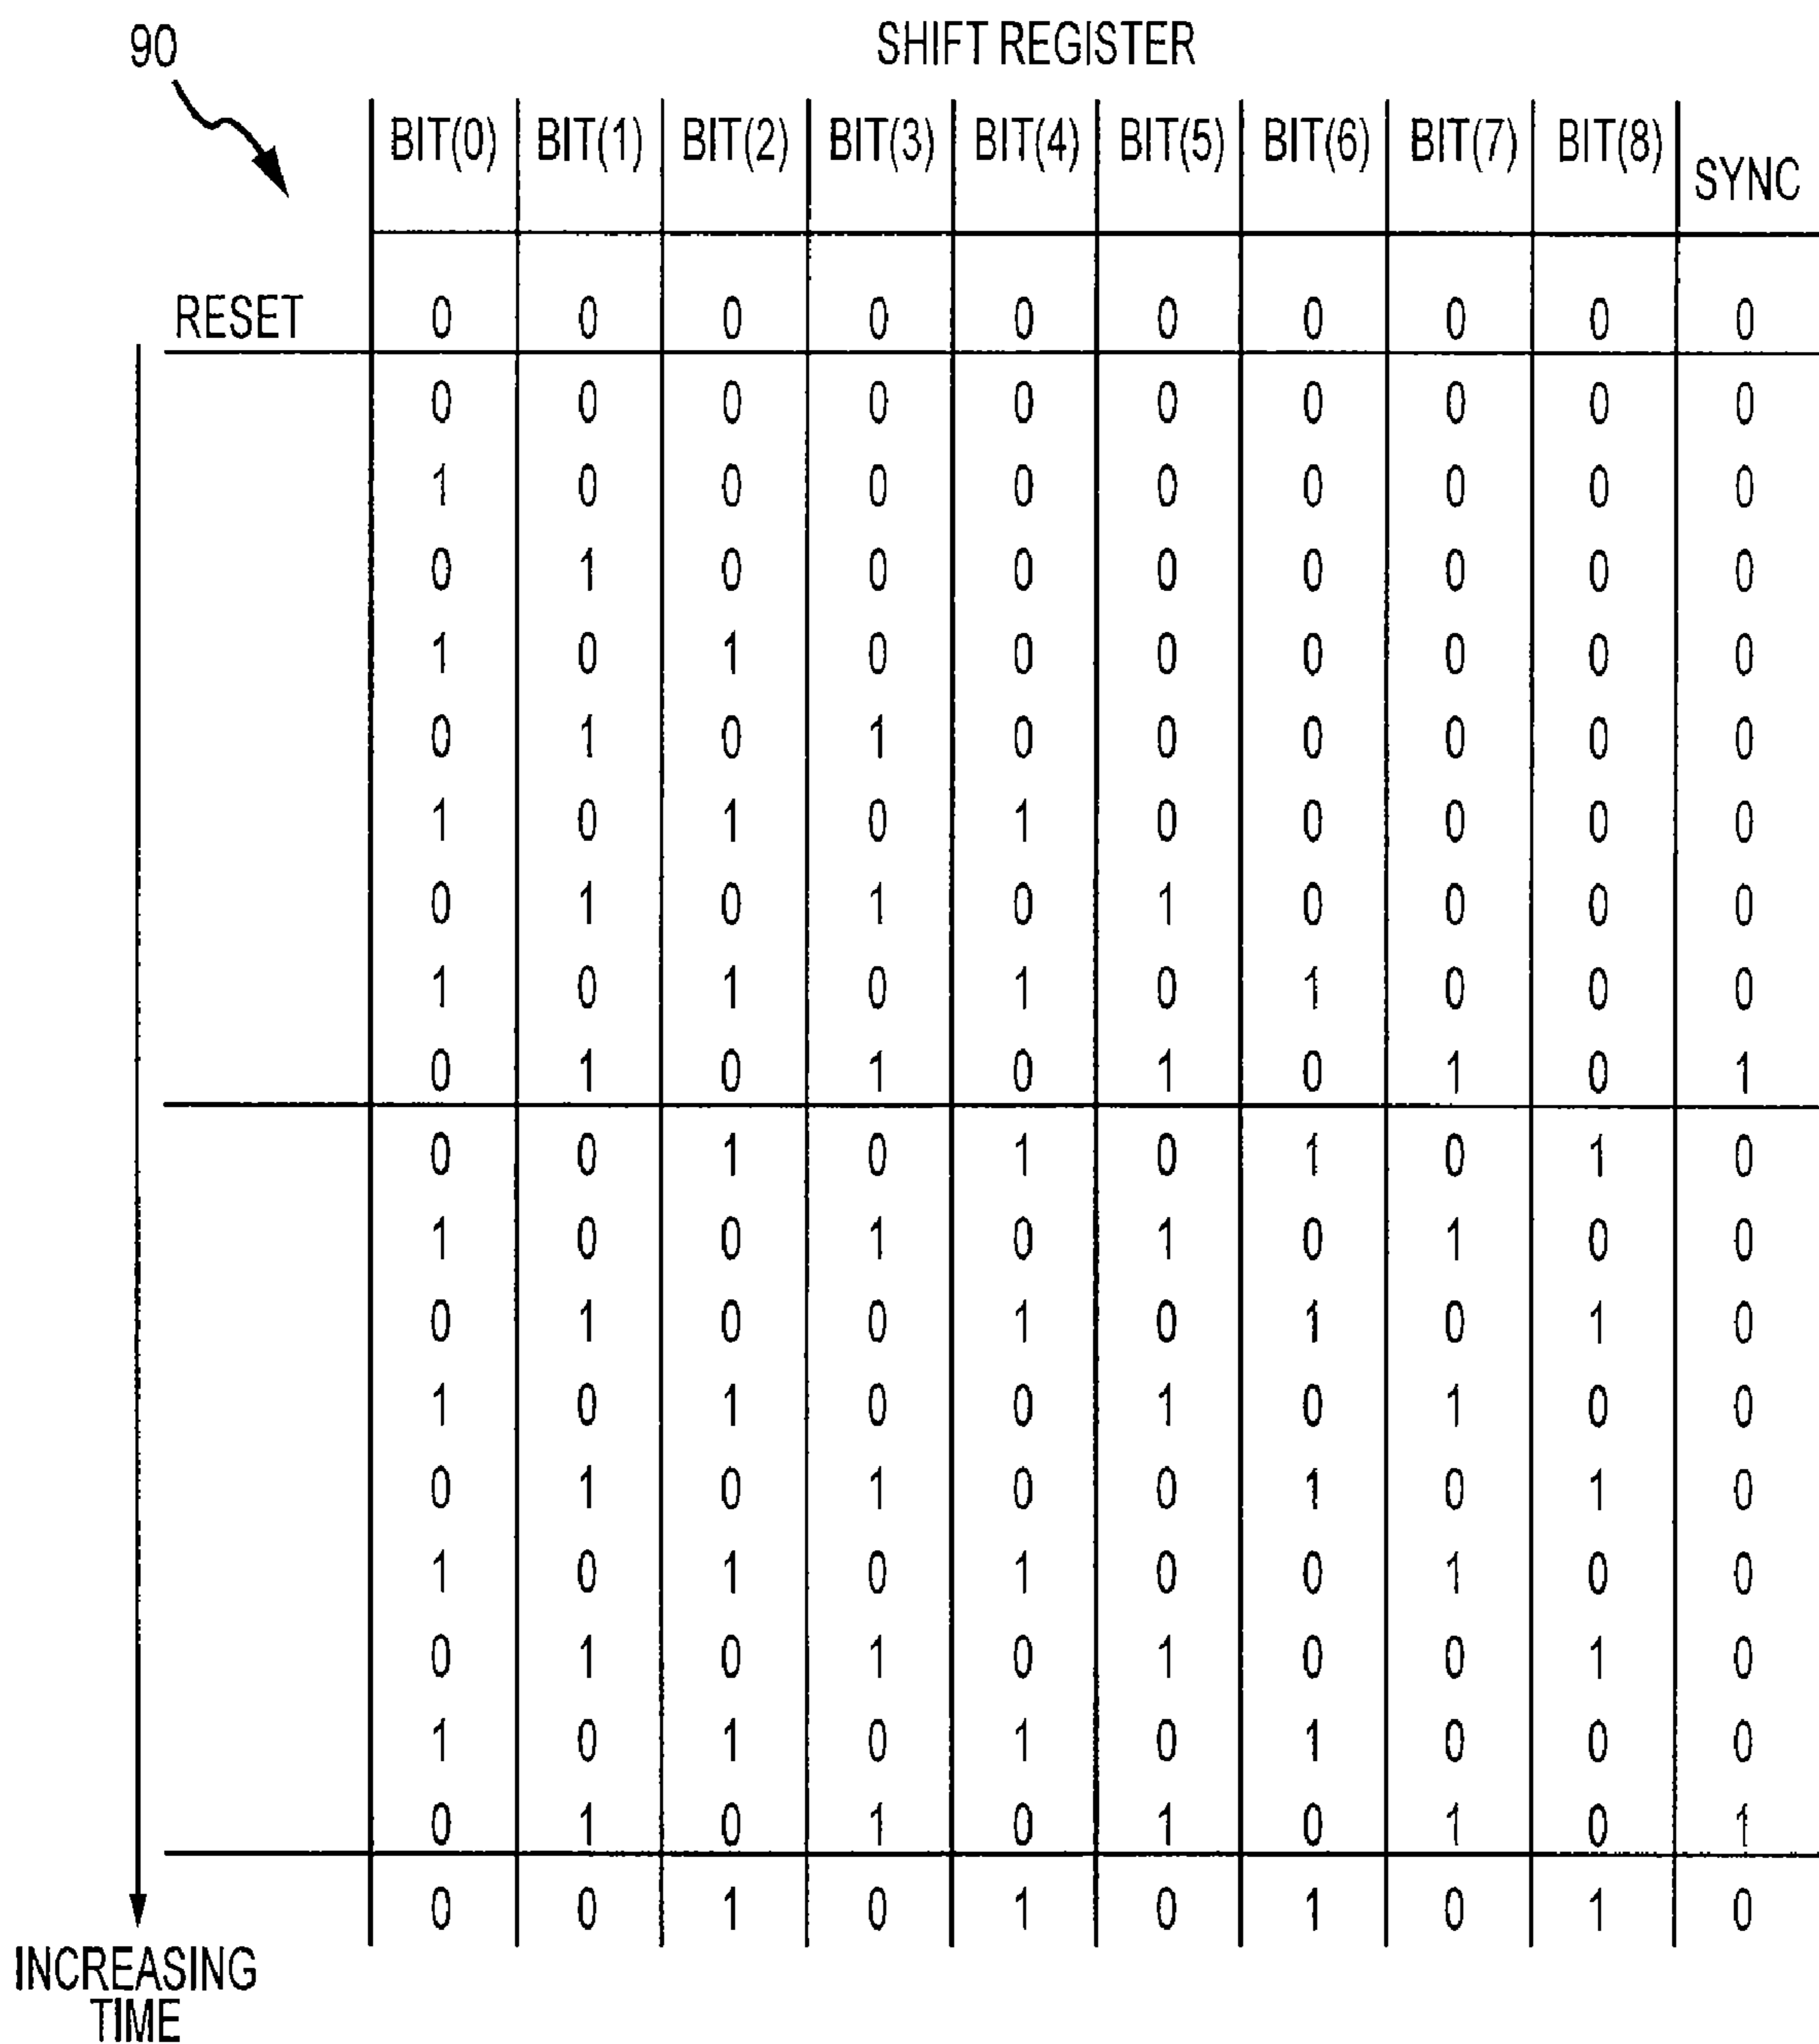 90
SHIFT REGISTER
BIT(0) BIT(1) BIT(2) BIT(3) BIT(4) BIT(5) BIT(6) BIT(7) BIT(8) SYNC
RESET 0 0 0 0 0 0 0 0 0 0
0 0 0 0 0 0 0 0 0 0
1 0 0 0 0 0 0 0 0 0
0 1 0 0 0 0 0 0 0 0
1 0 1 0 0 0 0 0 0 0
0 1 0 1 0 0 0 0 0 0
1 0 1 0 1 0 0 0 0 0
0 1 0 1 0 1 0 0 0 0
1 0 1 0 1 0 1 0 0 0
0 1 0 1 0 1 0 1 0 1
0 0 1 0 1 0 1 0 1 0
1 0 0 1 0 1 0 1 0 0
0 1 0 0 1 0 1 0 1 0
1 0 1 0 0 1 0 1 0 0
0 1 0 1 0 0 1 0 1 0
1 0 1 0 1 0 0 1 0 0
0 1 0 1 0 1 0 0 1 0
1 0 1 0 1 0 1 0 0 0
0 1 0 1 0 1 0 1 0 1
0 0 1 0 1 0 1 0 1 0
INCREASING
TIME